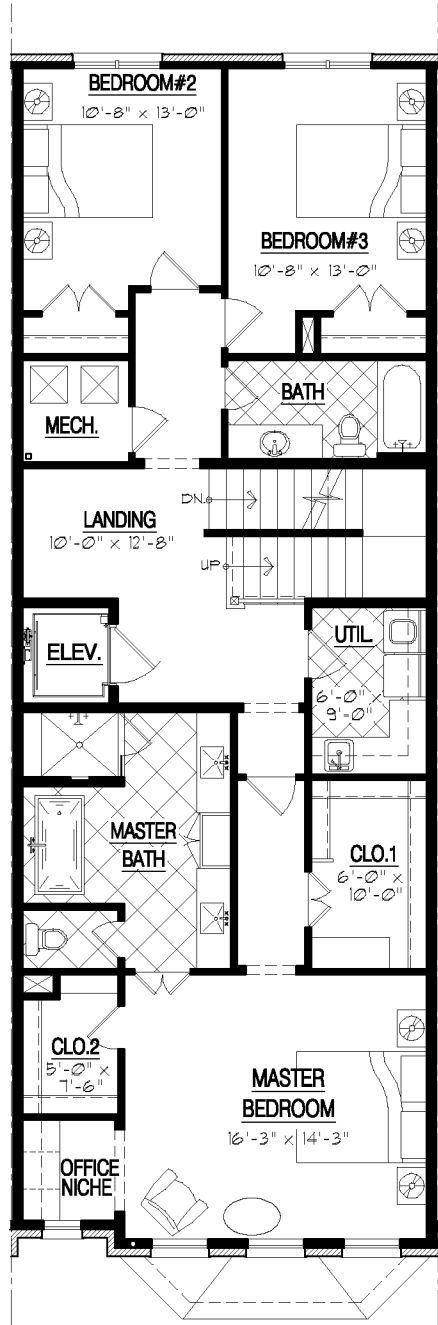 BEDROOM#2
10'-8" x 13'-0"
BEDROOM#3
10'-8" x 13'-0"
BATH
MECH.
DN.
LANDING
10'-0" x 12'-8"
UP
ELEV.
UTIL.
6'-0" x
9'-0"
MASTER
BATH
CLO.1
6'-0" x
10'-0"
CLO.2
5'-0" x
7'-6"
MASTER
BEDROOM
16'-3" x 14'-3"
OFFICE
NICHE